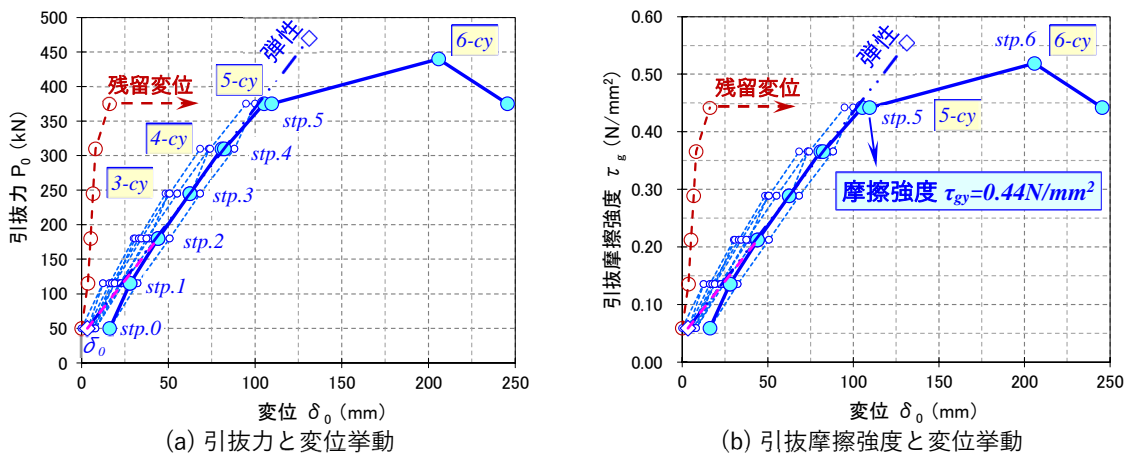 500
450
400
350
300
250
200
150
100
50
0
引抜力 P0 (kN)
0
50
100
150
200
250
変位 δ0 (mm)
残留変位
弾性
6-cy
5-cy
4-cy
3-cy
stp.5
stp.4
stp.3
stp.2
stp.1
stp.0
δ0
(a) 引抜力と変位挙動
0.60
0.50
0.40
0.30
0.20
0.10
0.00
引抜摩擦強度 τg (N/mm2)
0
50
100
150
200
250
変位 δ0 (mm)
残留変位
弾性
stp.6
6-cy
stp.5
5-cy
摩擦強度 τgy=0.44N/mm2
(b) 引抜摩擦強度と変位挙動